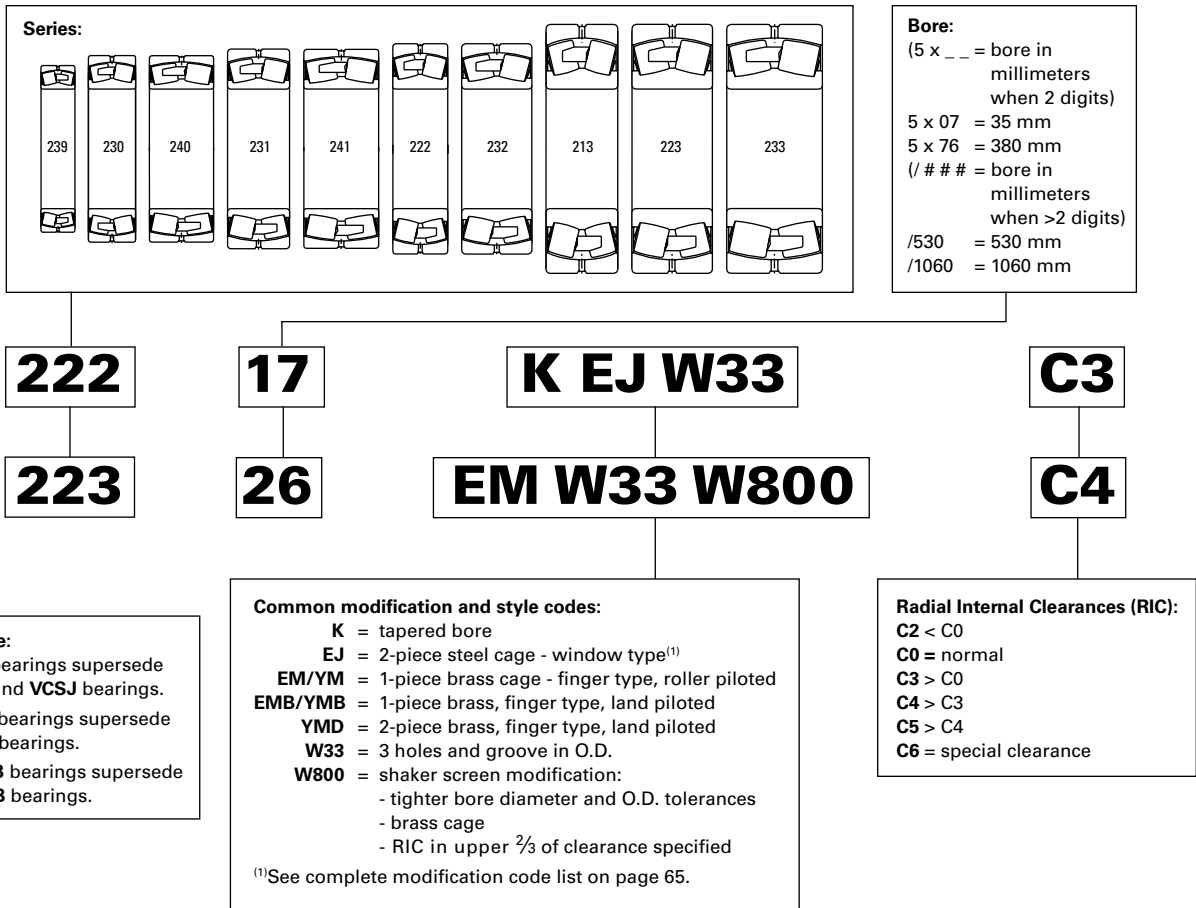 Series:
239 230 240 231 241 222 232 213 223 233
Bore:
(5 x _ _ = bore in
millimeters
when 2 digits)
5 x 07 = 35 mm
5 x 76 = 380 mm
(/ # # # = bore in
millimeters
when >2 digits)
/530 = 530 mm
/1060 = 1060 mm
222 17 K EJ W33 C3
223 26 EM W33 W800 C4
e:
bearings supersede
nd VCSJ bearings.
bearings supersede
bearings.
B bearings supersede
B bearings.
Common modification and style codes:
K = tapered bore
EJ = 2-piece steel cage - window type(1)
EM/YM = 1-piece brass cage - finger type, roller piloted
EMB/YMB = 1-piece brass, finger type, land piloted
YMD = 2-piece brass, finger type, land piloted
W33 = 3 holes and groove in O.D.
W800 = shaker screen modification:
- tighter bore diameter and O.D. tolerances
- brass cage
- RIC in upper 2/3 of clearance specified
(1)See complete modification code list on page 65.
Radial Internal Clearances (RIC):
C2 < C0
C0 = normal
C3 > C0
C4 > C3
C5 > C4
C6 = special clearance